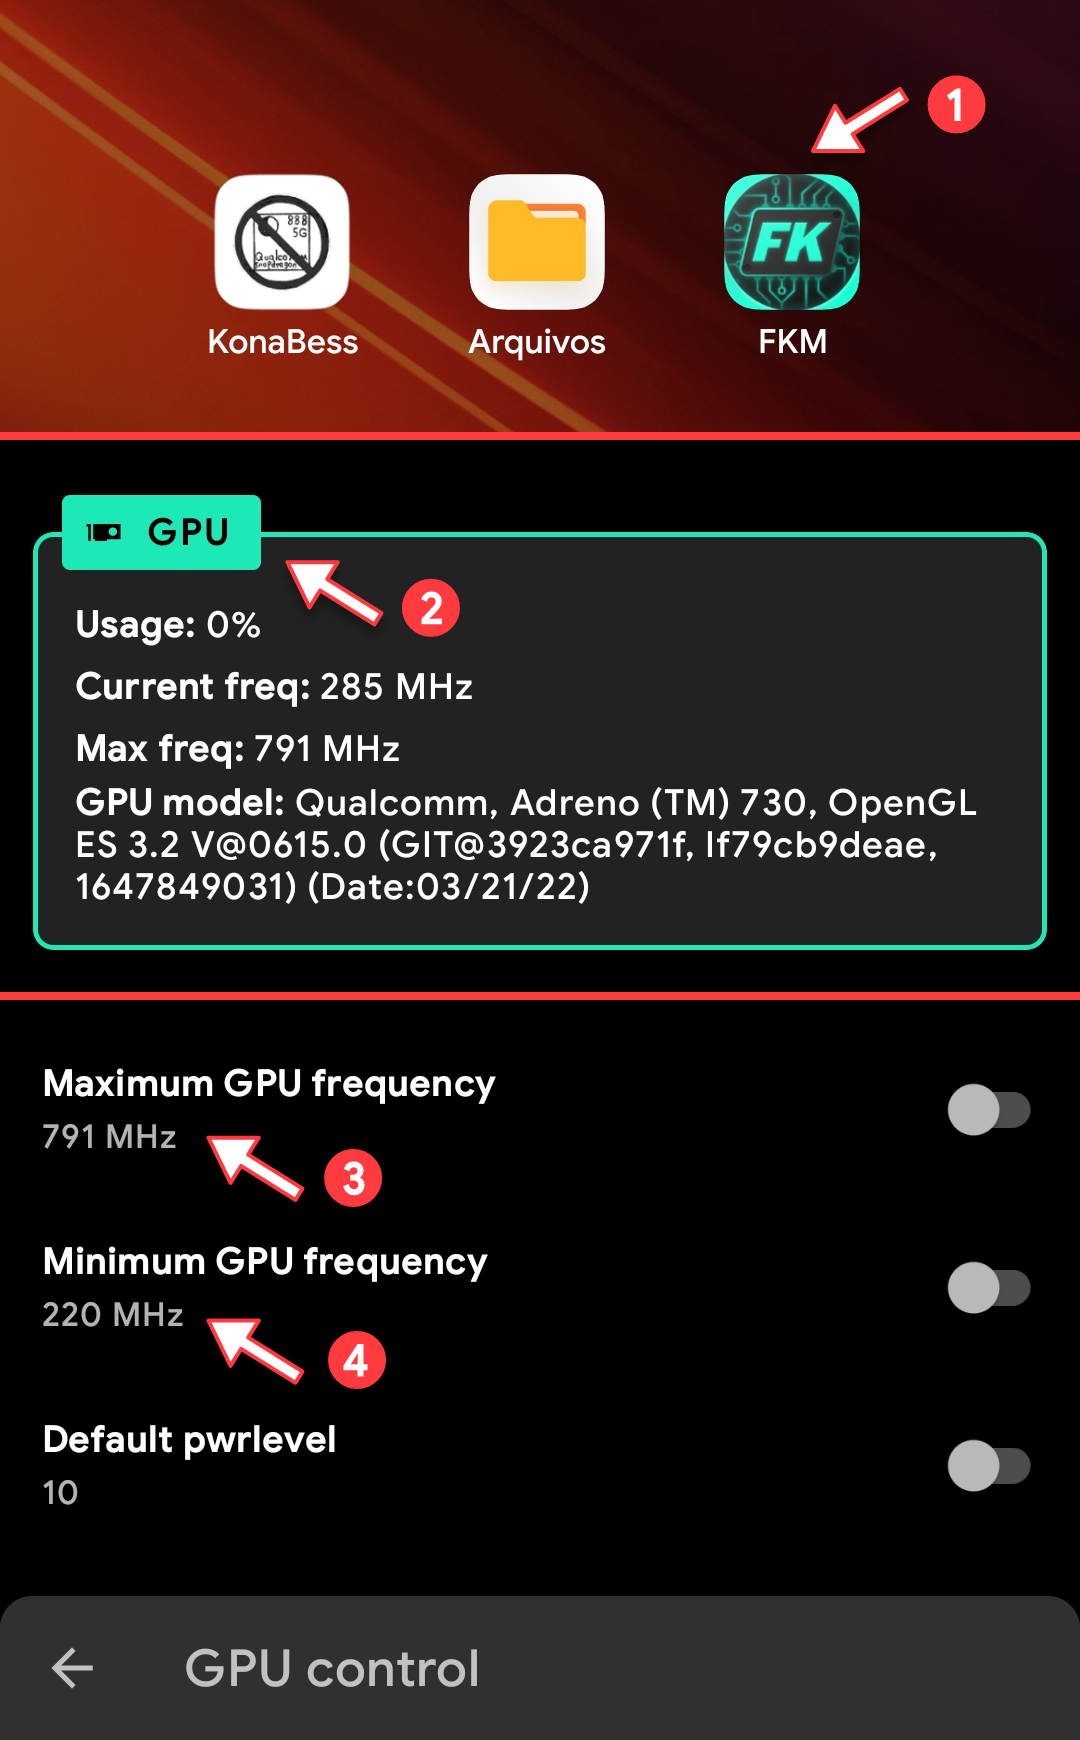 1
888
5G
Qualcomm
snapdragon
FK
KonaBess
Arquivos
FKM
GPU
2
Usage: 0%
Current freq: 285 MHz
Max freq: 791 MHz
GPU model: Qualcomm, Adreno (TM) 730, OpenGL
ES 3.2 V@0615.0 (GIT@3923ca971f, If79cb9deae,
1647849031) (Date:03/21/22)
Maximum GPU frequency
791 MHz
3
Minimum GPU frequency
220 MHz
4
Default pwrlevel
10
GPU control